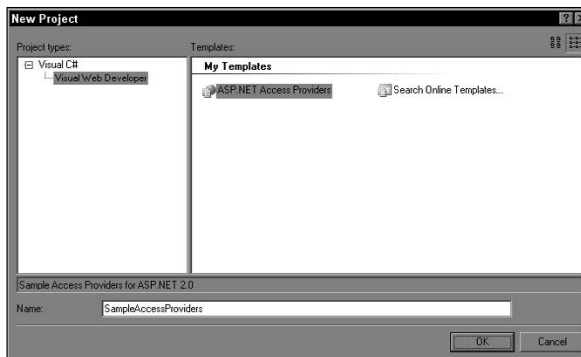 New Project
Project types:
Templates:
Visual C#
Visual Web Developer
My Templates
ASP.NET Access Providers
Search Online Templates...
Sample Access Providers for ASP.NET 2.0
Name:
SampleAccessProviders
OK
Cancel